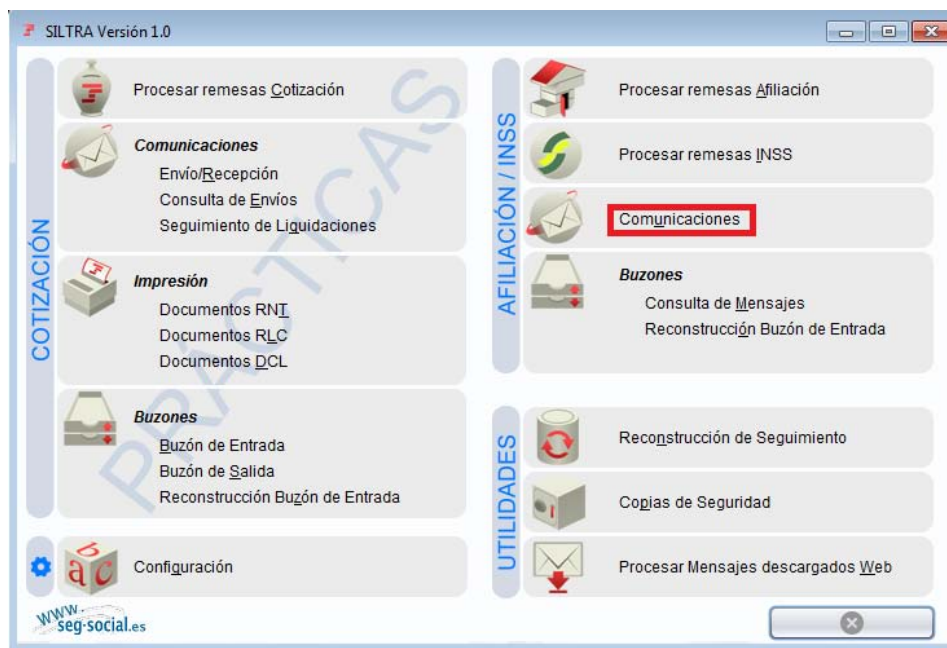 SILTRA Versión 1.0
COTIZACIÓN
Procesar remesas Cotización
Comunicaciones
Envío/Recepción
Consulta de Envíos
Seguimiento de Liquidaciones
Impresión
Documentos RNT
Documentos RLC
Documentos DCL
Buzones
Buzón de Entrada
Buzón de Salida
Reconstrucción Buzón de Entrada
PRÁCTICAS
abc
Configuración
www.
seg-social.es
AFILIACIÓN / INSS
Procesar remesas Afiliación
Procesar remesas INSS
Comunicaciones
Buzones
Consulta de Mensajes
Reconstrucción Buzón de Entrada
UTILIDADES
Reconstrucción de Seguimiento
Copias de Seguridad
Procesar Mensajes descargados Web